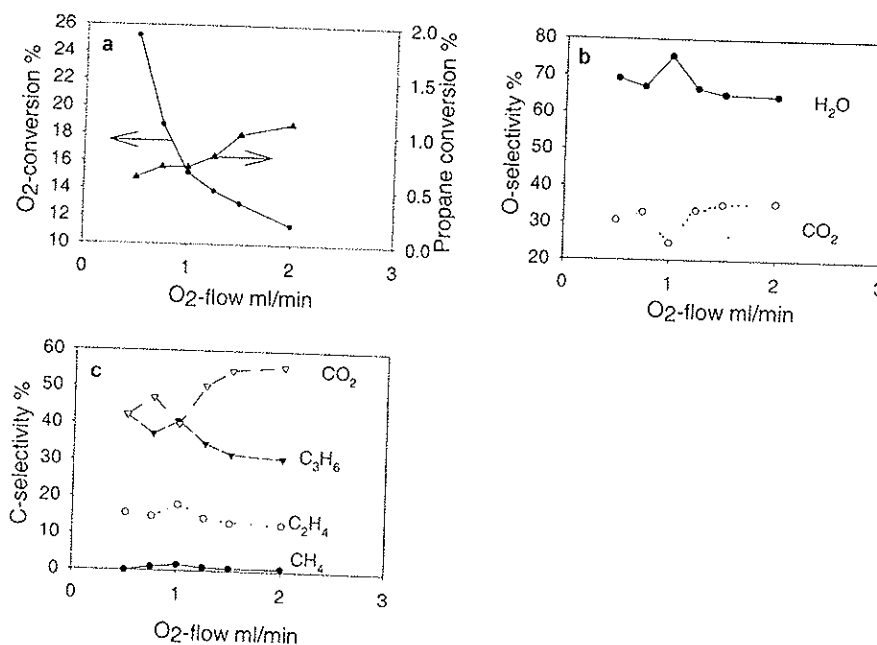 a
O2-conversion %
26
24
22
20
18
16
14
12
10
0
1
2
3
O2-flow ml/min
2.0
1.5
1.0
0.5
0.0
Propane conversion %
b
O-selectivity %
80
70
60
50
40
30
20
0
1
2
3
O2-flow ml/min
H2O
CO2
c
C-selectivity %
60
50
40
30
20
10
0
0
1
2
3
O2-flow ml/min
CO2
C3H6
C2H4
CH4